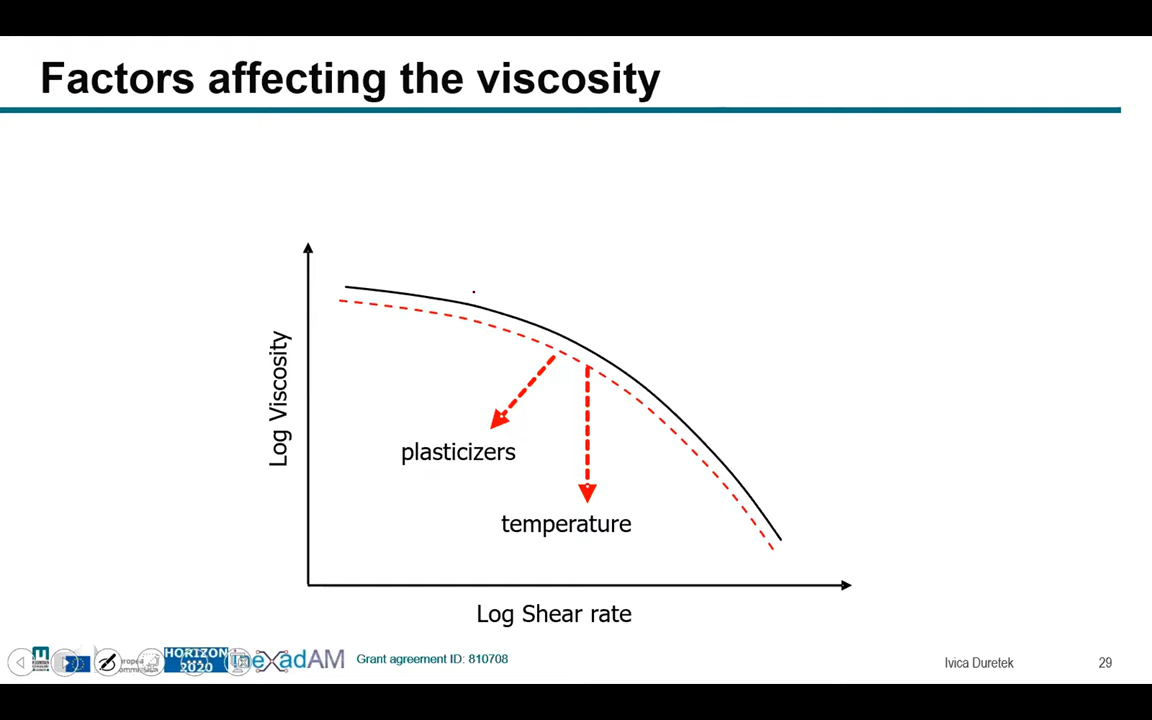 Factors affecting the viscosity
Log Viscosity
plasticizers
temperature
Log Shear rate
HORIZON
2020
nexadAM
Grant agreement ID: 810708
Ivica Duretek
29